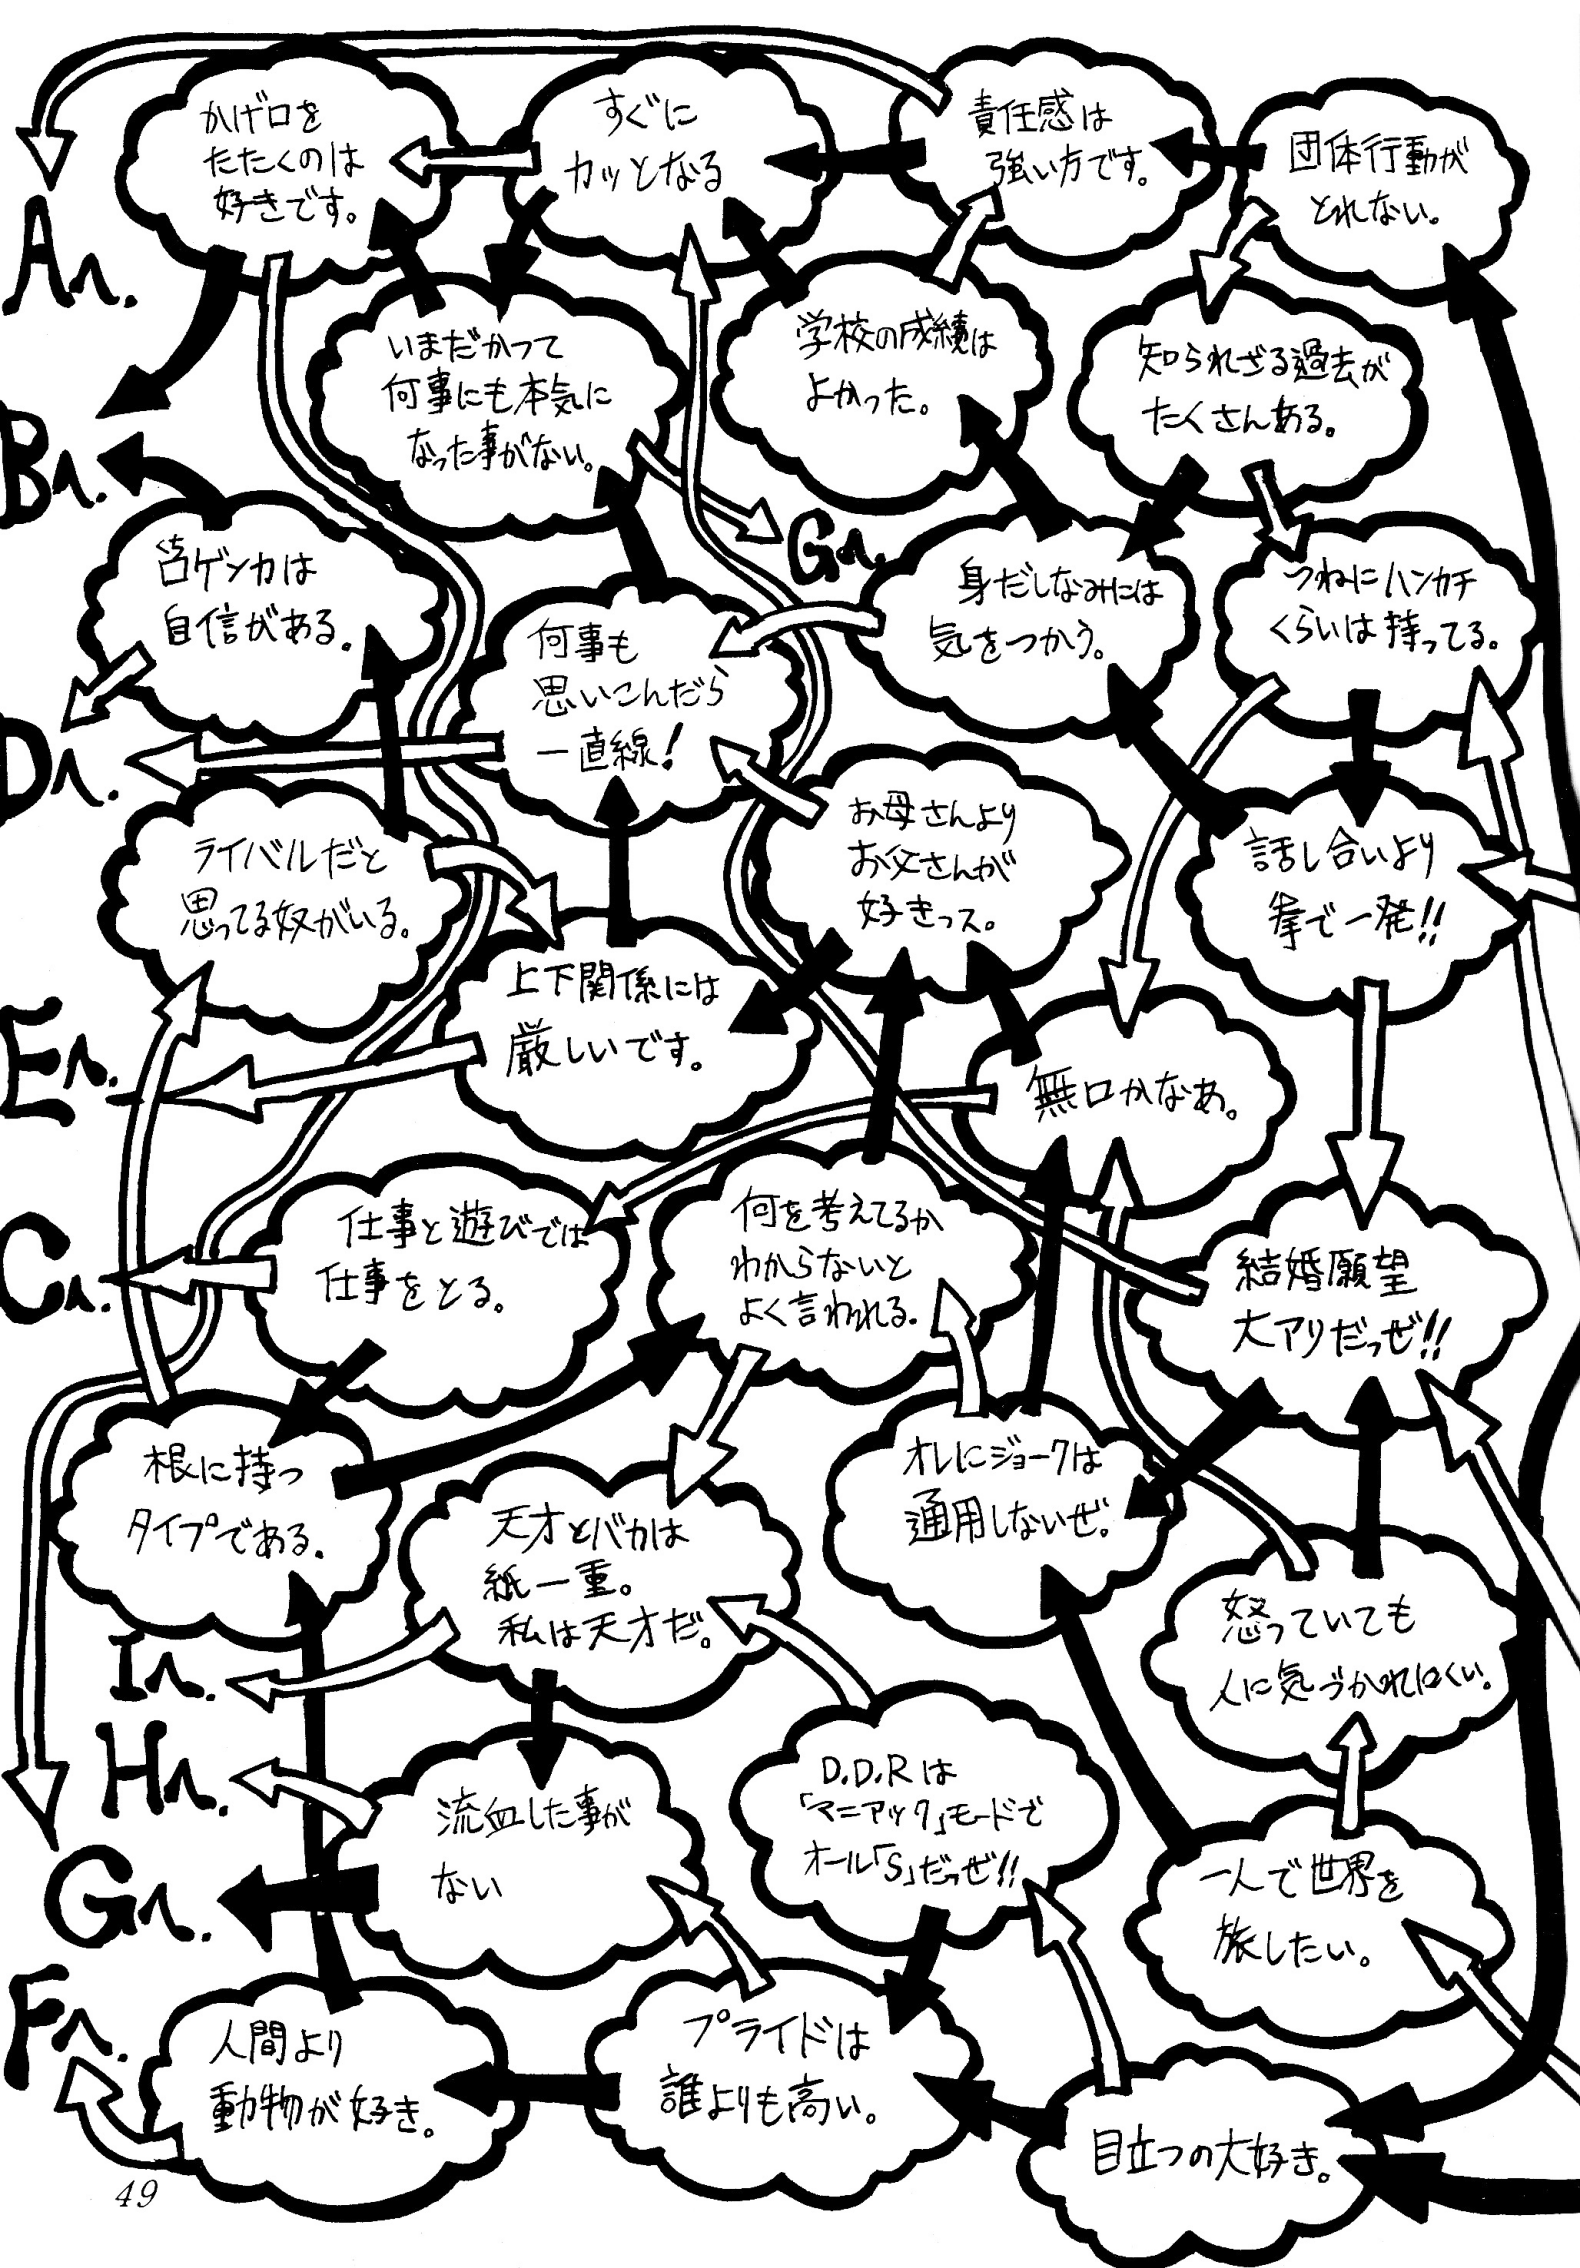 団体行動が
とれない。
責任感は
強い方です。
すぐに
カッとなる
かげ口を
たたくのは
好きです。
Aへ.
知られざる過去が
たくさんある。
学校の成績は
よかった。
いまだかつて
何事にも本気に
なった事がない。
Bへ.
Gへ.
つねにハンカチ
くらいは持ってる。
身だしなみには
気をつかう。
何事も
思いこんだら
一直線!
口ゲンカは
自信がある。
Dへ.
話し合いより
拳で一発!!
お母さんより
お父さんが
好きっス。
ライバルだと
思ってる奴がいる。
上下関係には
厳しいです。
Eへ.
無口かなあ。
結婚願望
大アリだっぜ!!
何を考えてるか
わからないと
よく言われれる。
仕事と遊びでは
仕事をとる。
Cへ.
オレにジョークは
通用しないぜ。
根に持つ
タイプである。
天才とバカは
紙一重。
私は天才だ。
Iへ.
怒っていても
人に気づかれにくい。
Hへ.
D.D.Rは
「マニアック」モードで
オール「S」だっぜ!!
流血した事が
ない
Gへ.
一人で世界を
旅したい。
Fへ.
人間より
動物が好き。
プライドは
誰よりも高い。
目立つの大好き。
49